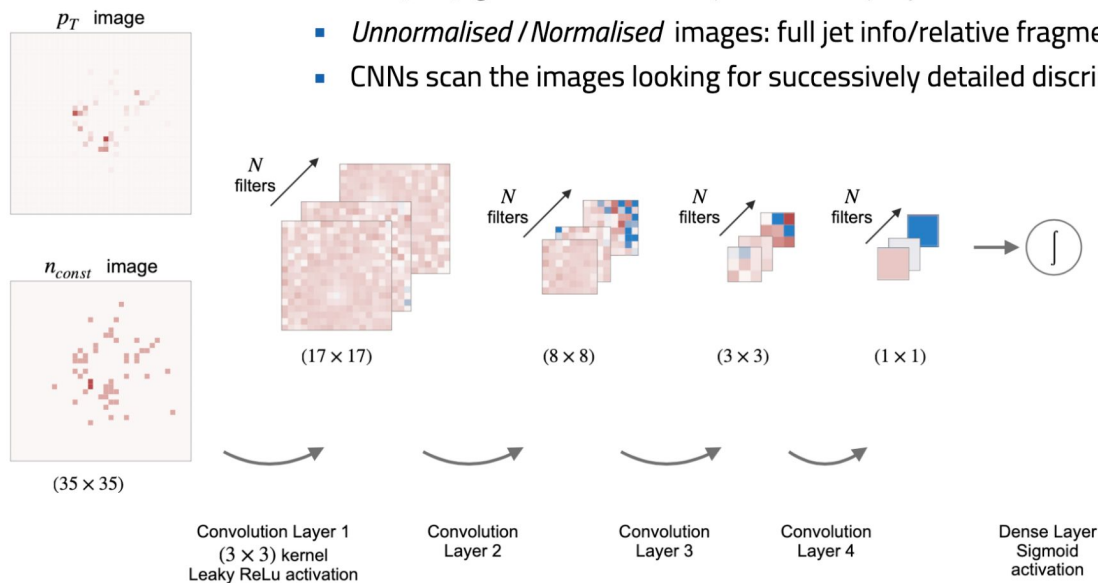 p_T image
▪ Unnormalised / Normalised images: full jet info/relative
▪ CNNs scan the images looking for successively detailed
N
filters
N
filters
N
filters
N
filters
∫
n_const image
(17 × 17)
(8 × 8)
(3 × 3)
(1 × 1)
(35 × 35)
Convolution Layer 1
(3 × 3) kernel
Leaky ReLu activation
Convolution
Layer 2
Convolution
Layer 3
Convolution
Layer 4
Dense Layer
Sigmoid
activation